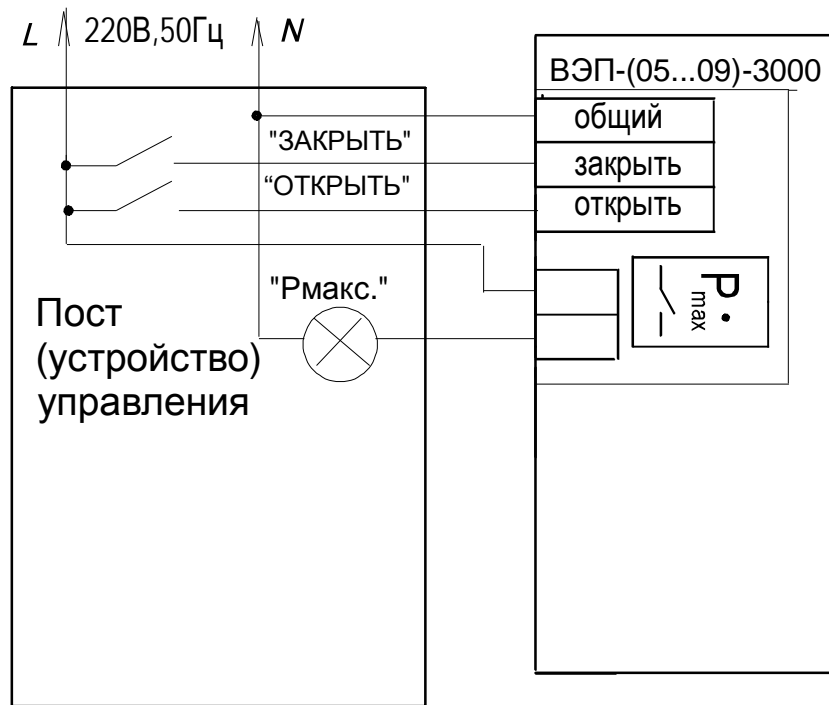 L 220В,50Гц N
ВЭП-(05...09)-3000
общий
"ЗАКРЫТЬ"
закрыть
“ОТКРЫТЬ"
открыть
"Рмакс."
P.
max
Пост
(устройство)
управления